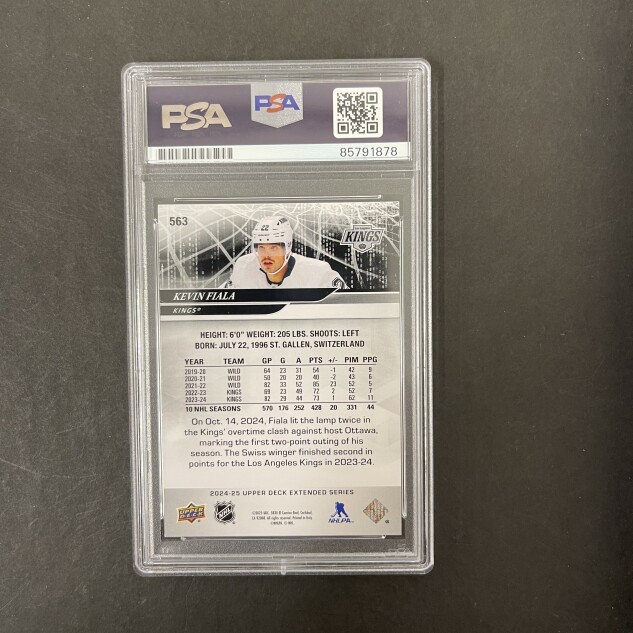 PSA PSA
85791878
563
22
KINGS
KEVIN FIALA
KINGS®
HEIGHT: 6'0" WEIGHT: 205 LBS. SHOOTS: LEFT
BORN: JULY 22, 1996 ST. GALLEN, SWITZERLAND
YEAR TEAM GP G A PTS +/- PIM PPG
2019-20 WILD 64 23 31 54 -1 42 9
2020-21 WILD 50 20 20 40 -2 43 6
2021-22 WILD 82 33 52 85 23 52 5
2022-23 KINGS 69 23 49 72 2 52 7
2023-24 KINGS 82 29 44 73 1 62 11
10 NHL SEASONS 570 176 252 428 20 331 44
On Oct. 14, 2024, Fiala lit the lamp twice in
the Kings' overtime clash against host Ottawa,
marking the first two-point outing of his
season. The Swiss winger finished second in
points for the Los Angeles Kings in 2023-24.
2024-25 UPPER DECK EXTENDED SERIES
UPPER DECK
NHL
NHLPA